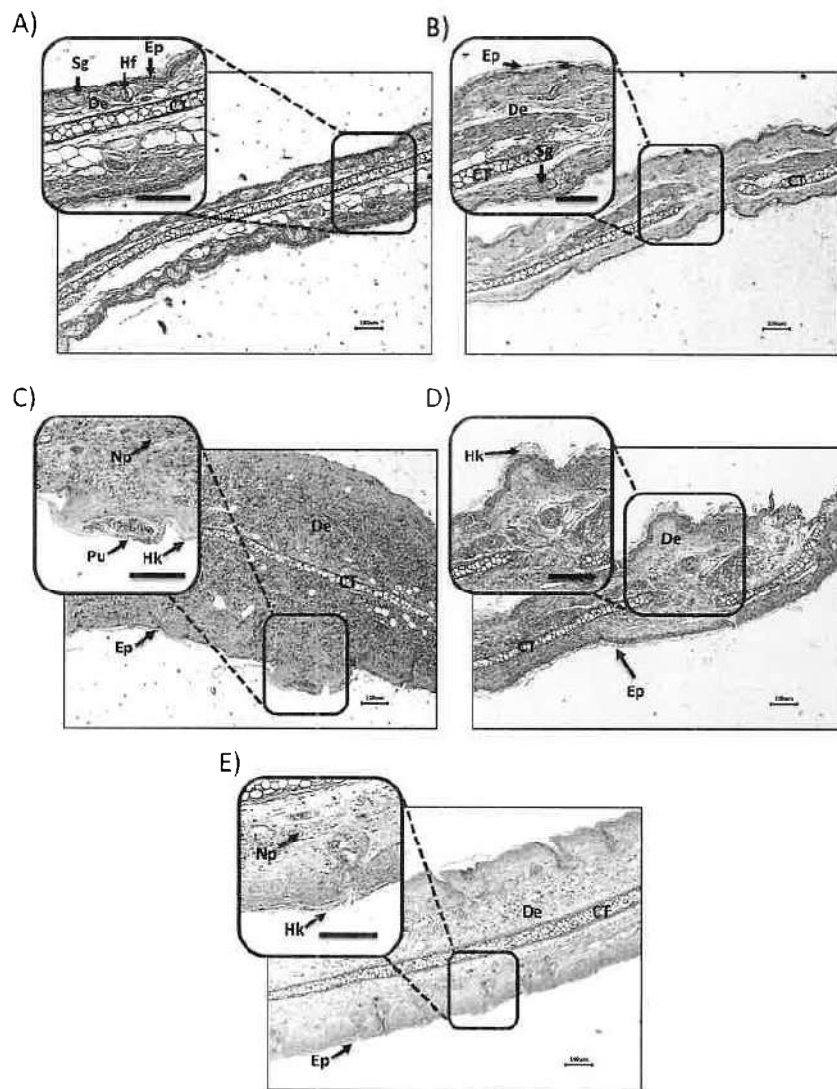 A)
Ep
Sg
Hf
De
CT
B)
Ep
De
Sg
CT
CT
C)
Np
Pu
Hk
De
CT
Ep
D)
Hk
De
CT
Ep
E)
Np
Hk
De
CT
Ep